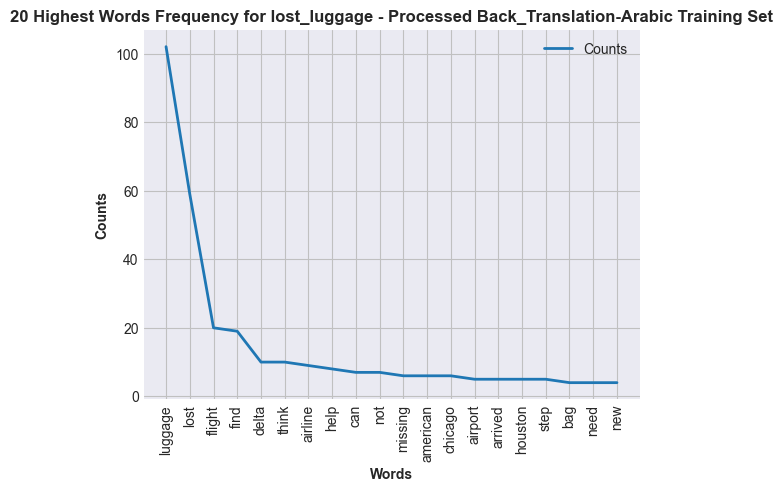 20 Highest Words Frequency for lost_luggage - Processed Back_Translation-Arabic Training Set
Counts
100
80
60
40
20
0
Counts
luggage
lost
flight
find
delta
think
airline
help
can
not
missing
american
chicago
airport
arrived
houston
step
bag
need
new
Words